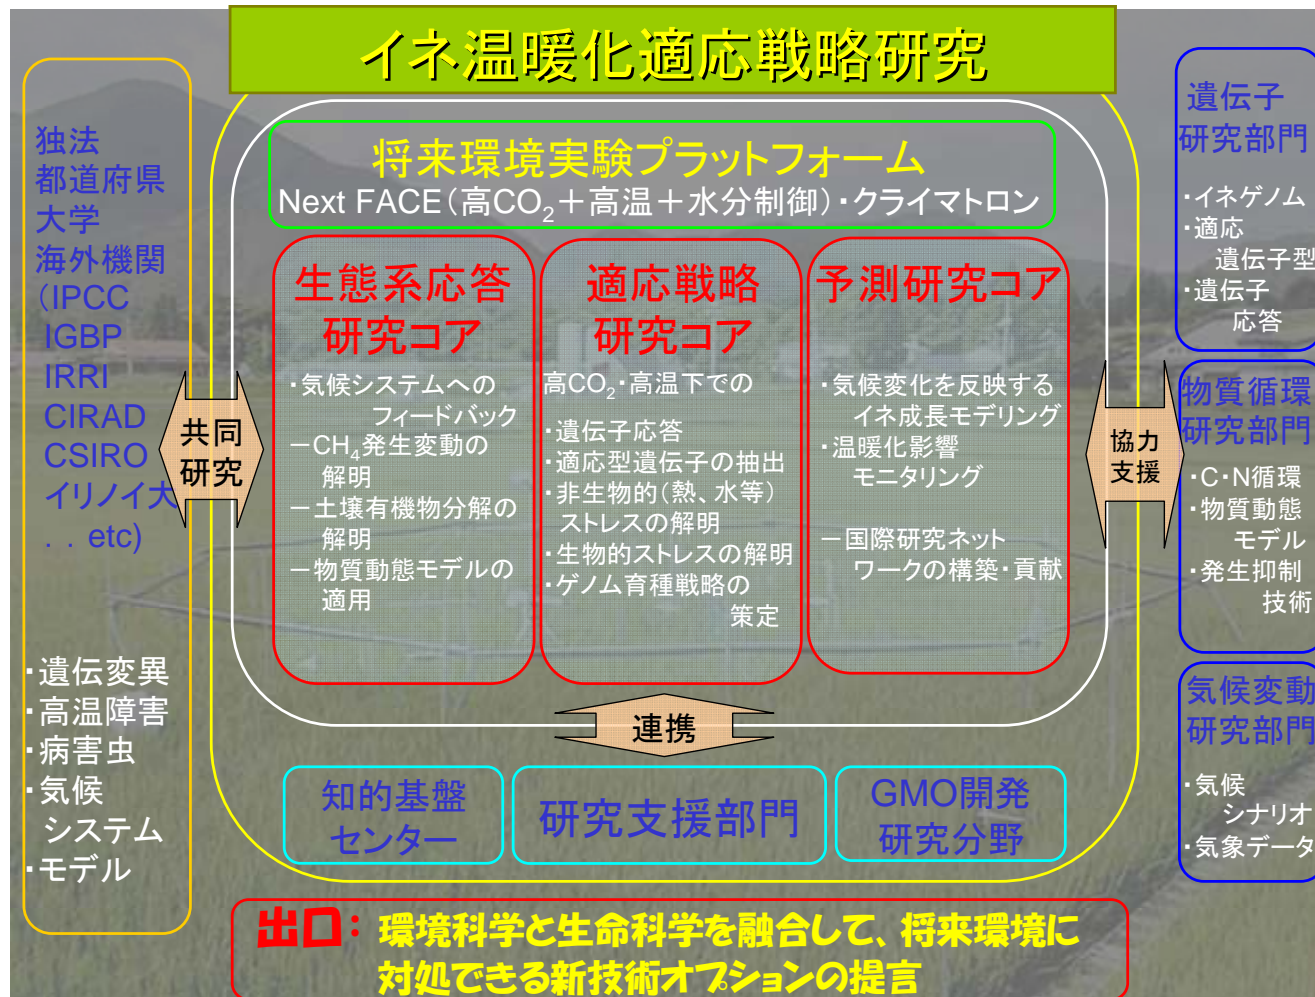 イネ温暖化適応戦略研究
独法
都道府県
大学
海外機関
(IPCC
IGBP
IRRI
CIRAD
CSIRO
イリノイ大
. . etc)
・遺伝変異
・高温障害
・病害虫
・気候
システム
・モデル
共同
研究
将来環境実験プラットフォーム
Next FACE(高CO₂+高温+水分制御)・クライマトロン
生態系応答
研究コア
・気候システムへの
フィードバック
－CH₄発生変動の
解明
－土壌有機物分解の
解明
－物質動態モデルの
適用
適応戦略
研究コア
高CO₂・高温下での
・遺伝子応答
・適応型遺伝子の抽出
・非生物的(熱、水等)
ストレスの解明
・生物的ストレスの解明
・ゲノム育種戦略の
策定
予測研究コア
・気候変化を反映する
イネ成長モデリング
・温暖化影響
モニタリング
－国際研究ネット
ワークの構築・貢献
連携
知的基盤
センター
研究支援部門
GMO開発
研究分野
協力
支援
遺伝子
研究部門
・イネゲノム
・適応
遺伝子型
・遺伝子
応答
物質循環
研究部門
・C・N循環
・物質動態
モデル
・発生抑制
技術
気候変動
研究部門
・気候
シナリオ
・気象データ
出口：環境科学と生命科学を融合して、将来環境に
対処できる新技術オプションの提言